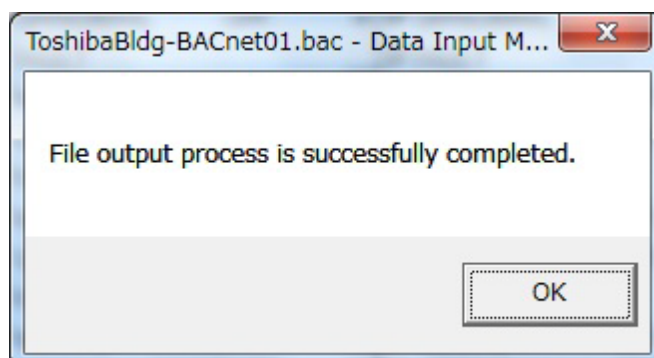 ToshibaBldg-BACnet01.bac - Data Input M...
File output process is successfully completed.
OK